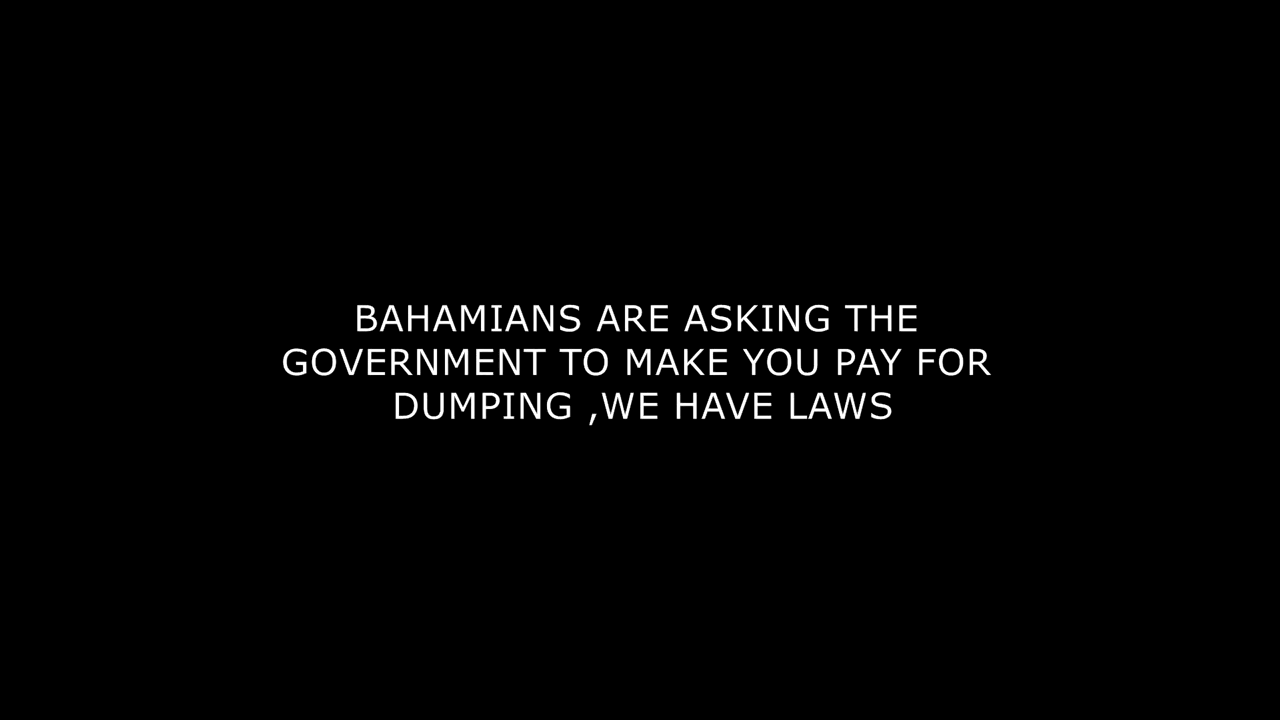 BAHAMIANS ARE ASKING THE
GOVERNMENT TO MAKE YOU PAY FOR
DUMPING ,WE HAVE LAWS